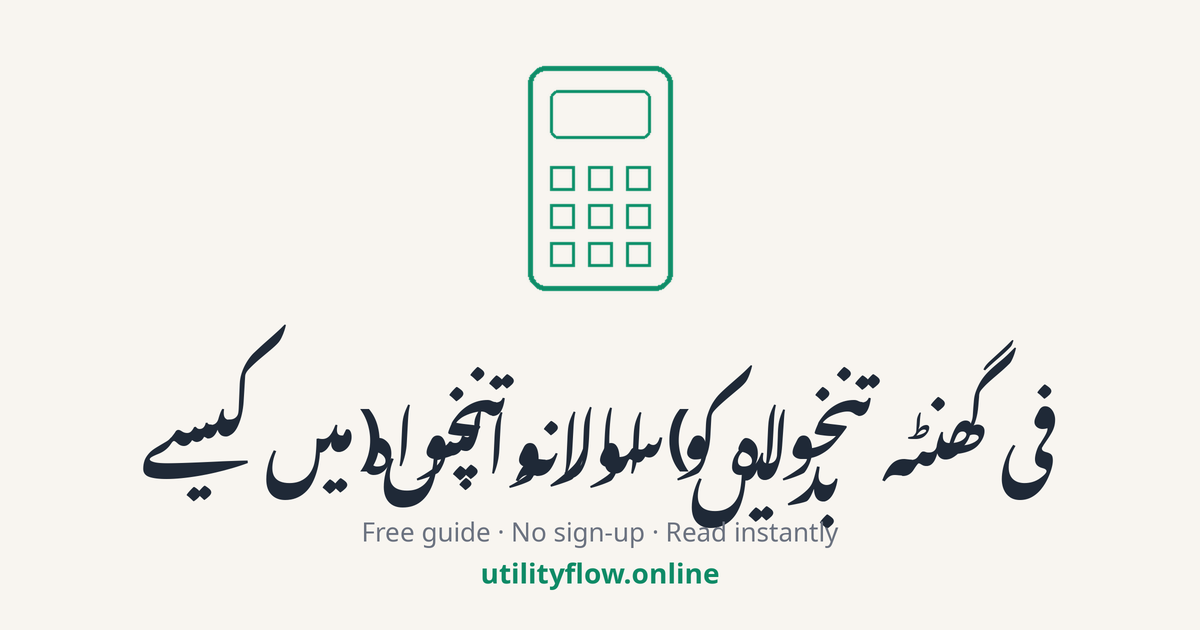 فی گھنٹہ تنخواہ کو سالانہ تنخواہ میں کیسے
بدلیں
Free guide · No sign-up · Read instantly
utilityflow.online